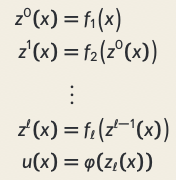 z⁰(x) = f₁(x)
z¹(x) = f₂(z⁰(x))
⋮
zℓ(x) = fℓ(zℓ⁻¹(x))
u(x) = φ(zℓ(x))